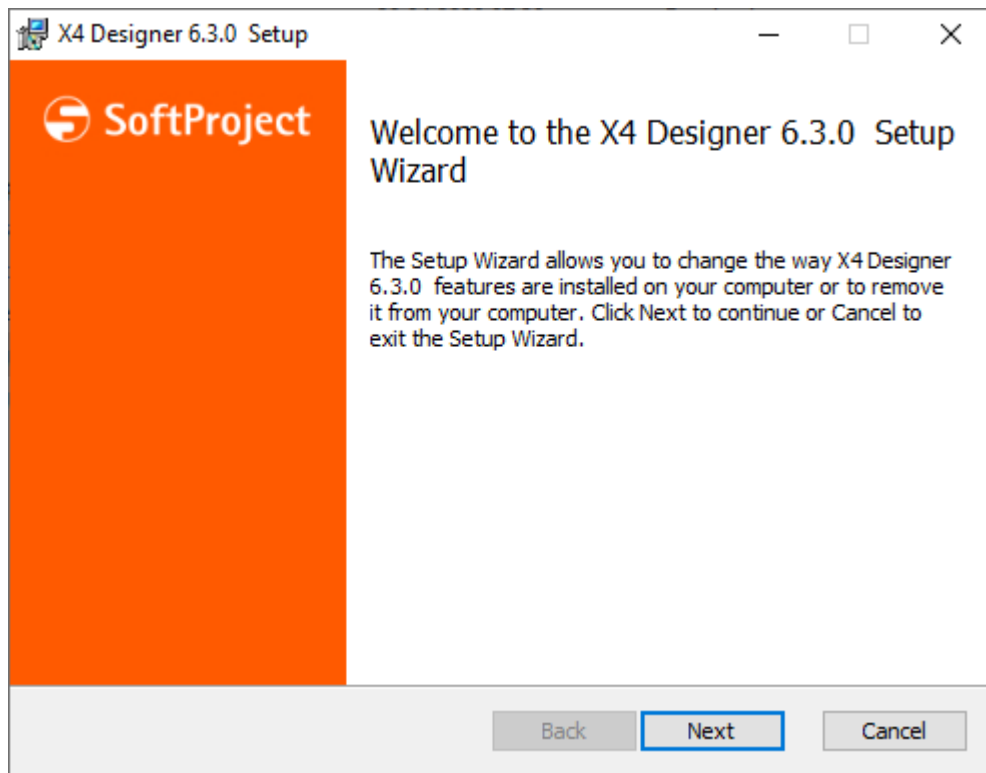 X4 Designer 6.3.0  Setup
SoftProject
Welcome to the X4 Designer 6.3.0  Setup
Wizard
The Setup Wizard allows you to change the way X4 Designer
6.3.0  features are installed on your computer or to remove
it from your computer. Click Next to continue or Cancel to
exit the Setup Wizard.
Back Next Cancel